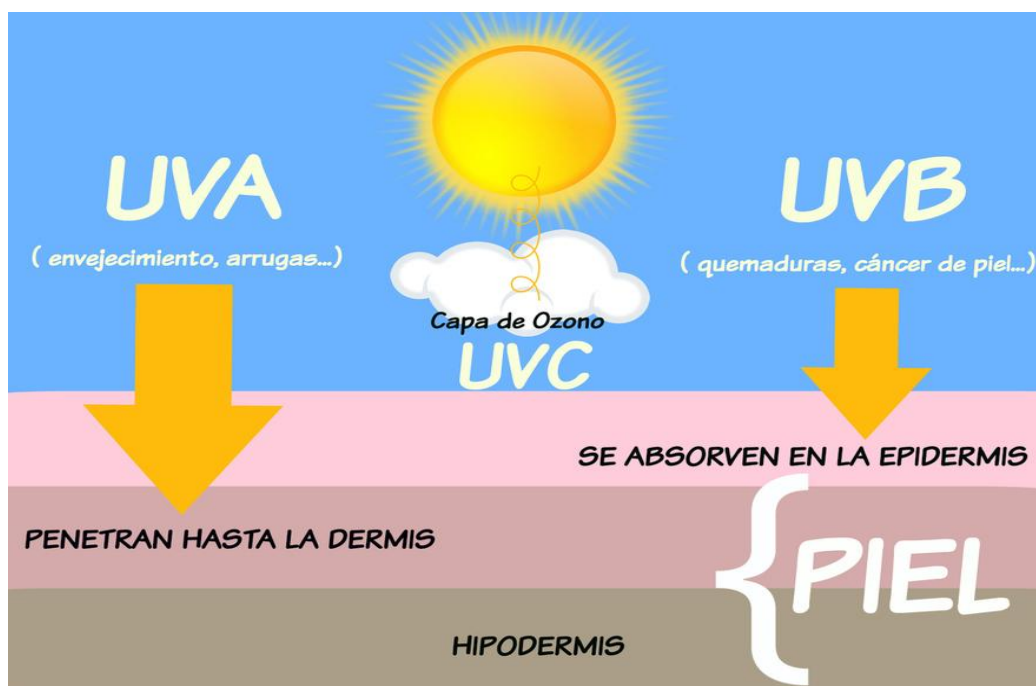 UVA
( envejecimiento, arrugas...)
UVB
( quemaduras, cáncer de piel...)
Capa de Ozono
UVC
SE ABSORVEN EN LA EPIDERMIS
PENETRAN HASTA LA DERMIS
PIEL
HIPODERMIS